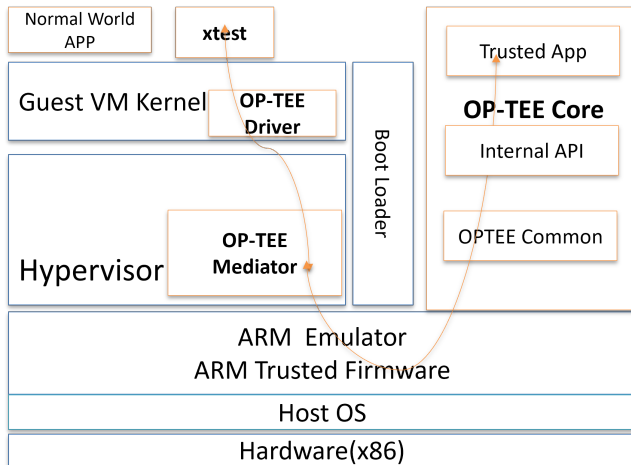 Normal World
APP
xtest
Trusted App
Guest VM Kernel
OP-TEE
Driver
Boot Loader
OP-TEE Core
Internal API
OPTEE Common
Hypervisor
OP-TEE
Mediator
ARM Emulator
ARM Trusted Firmware
Host OS
Hardware(x86)